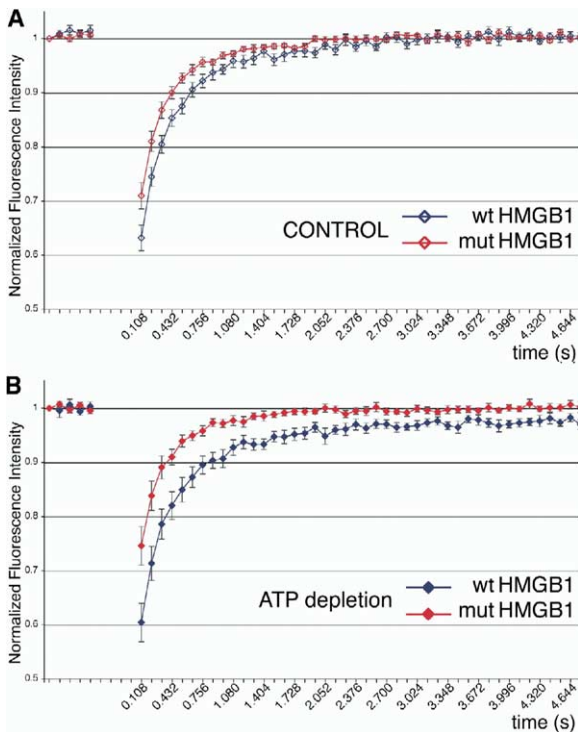 A
Normalized Fluorescence Intensity
1
0.9
0.8
0.7
0.6
0.5
CONTROL
wt HMGB1
mut HMGB1
0.108 0.432 0.756 1.080 1.404 1.728 2.052 2.376 2.700 3.024 3.348 3.672 3.996 4.320 4.644
time (s)
B
Normalized Fluorescence Intensity
1
0.9
0.8
0.7
0.6
0.5
ATP depletion
wt HMGB1
mut HMGB1
0.108 0.432 0.756 1.080 1.404 1.728 2.052 2.376 2.700 3.024 3.348 3.672 3.996 4.320 4.644
time (s)